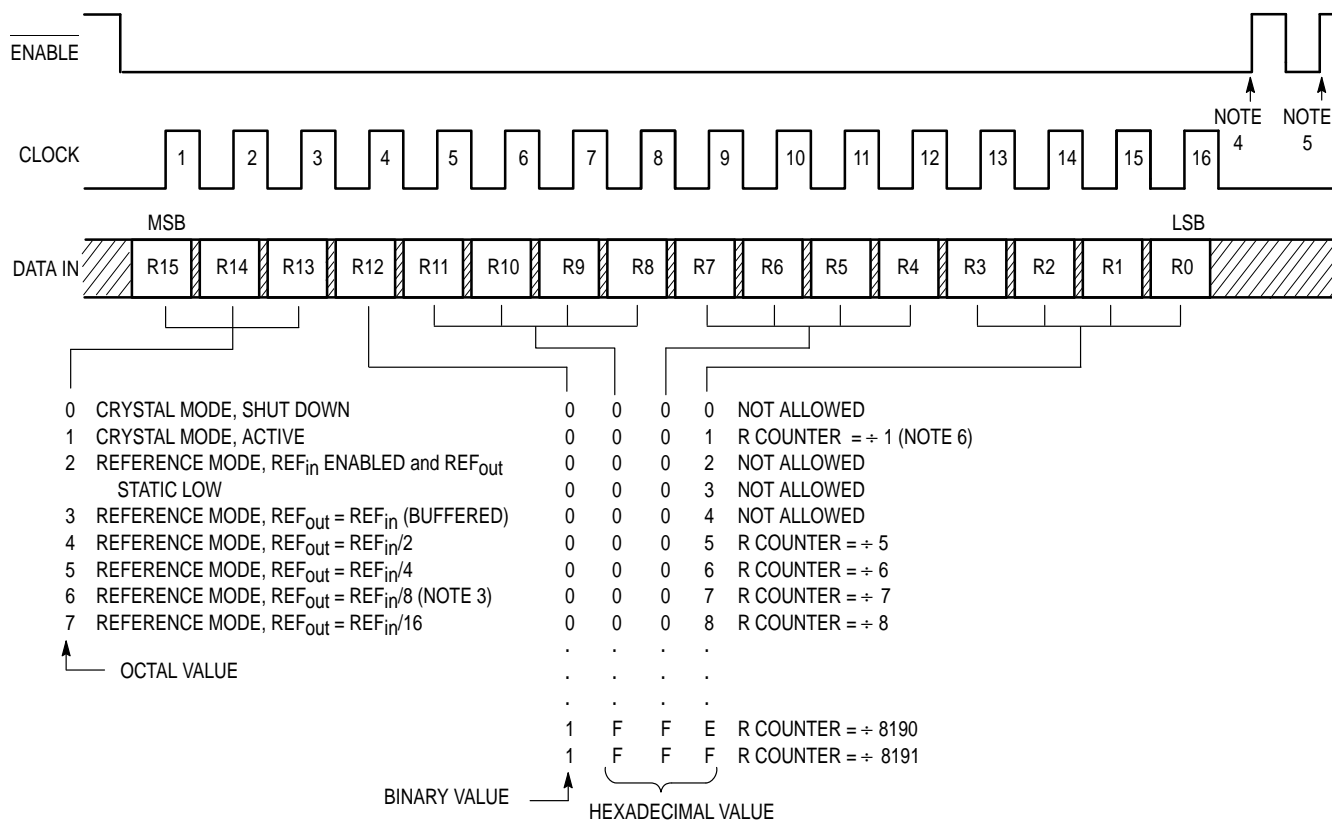 ENABLE
NOTE 4
NOTE 5
CLOCK
1 2 3 4 5 6 7 8 9 10 11 12 13 14 15 16
MSB
LSB
DATA IN
R15 R14 R13 R12 R11 R10 R9 R8 R7 R6 R5 R4 R3 R2 R1 R0
0 CRYSTAL MODE, SHUT DOWN
1 CRYSTAL MODE, ACTIVE
2 REFERENCE MODE, REFin ENABLED and REFout
STATIC LOW
3 REFERENCE MODE, REFout = REFin (BUFFERED)
4 REFERENCE MODE, REFout = REFin/2
5 REFERENCE MODE, REFout = REFin/4
6 REFERENCE MODE, REFout = REFin/8 (NOTE 3)
7 REFERENCE MODE, REFout = REFin/16
OCTAL VALUE
0 0 0 0 NOT ALLOWED
0 0 0 1 R COUNTER = ÷ 1 (NOTE 6)
0 0 0 2 NOT ALLOWED
0 0 0 3 NOT ALLOWED
0 0 0 4 NOT ALLOWED
0 0 0 5 R COUNTER = ÷ 5
0 0 0 6 R COUNTER = ÷ 6
0 0 0 7 R COUNTER = ÷ 7
0 0 0 8 R COUNTER = ÷ 8
. . . .
. . . .
. . . .
1 F F E R COUNTER = ÷ 8190
1 F F F R COUNTER = ÷ 8191
BINARY VALUE
HEXADECIMAL VALUE